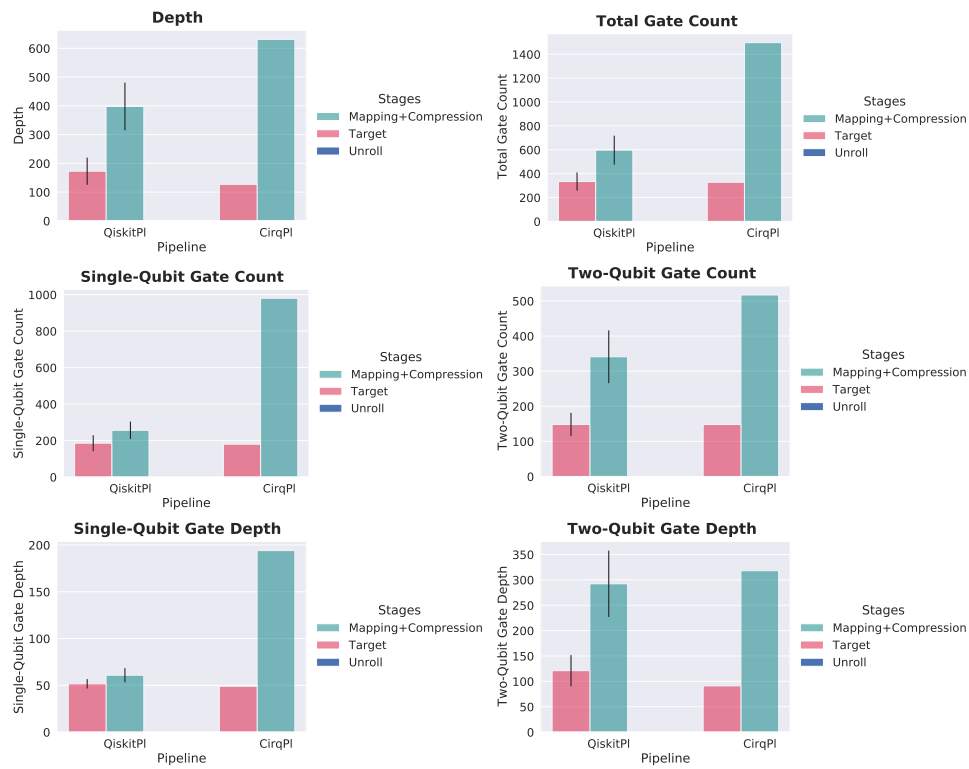 Depth
600
500
400
300
200
100
0
Depth
QiskitPl
CirqPl
Pipeline
Stages
Mapping+Compression
Target
Unroll
Total Gate Count
1400
1200
1000
800
600
400
200
0
Total Gate Count
QiskitPl
CirqPl
Pipeline
Stages
Mapping+Compression
Target
Unroll
Single-Qubit Gate Count
1000
800
600
400
200
0
Single-Qubit Gate Count
QiskitPl
CirqPl
Pipeline
Stages
Mapping+Compression
Target
Unroll
Two-Qubit Gate Count
500
400
300
200
100
0
Two-Qubit Gate Count
QiskitPl
CirqPl
Pipeline
Stages
Mapping+Compression
Target
Unroll
Single-Qubit Gate Depth
200
150
100
50
0
Single-Qubit Gate Depth
QiskitPl
CirqPl
Pipeline
Stages
Mapping+Compression
Target
Unroll
Two-Qubit Gate Depth
350
300
250
200
150
100
50
0
Two-Qubit Gate Depth
QiskitPl
CirqPl
Pipeline
Stages
Mapping+Compression
Target
Unroll